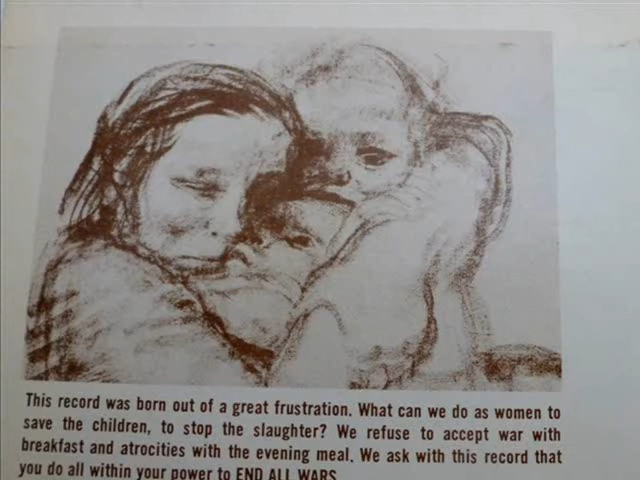 This record was born out of a great frustration. What can we do as women to
save the children, to stop the slaughter? We refuse to accept war with
breakfast and atrocities with the evening meal. We ask with this record that
you do all within your power to END ALL WARS